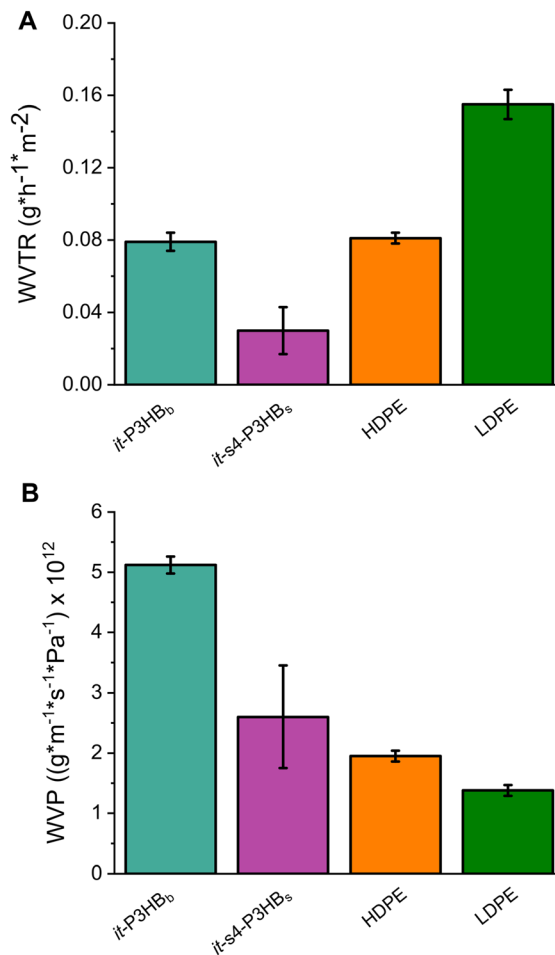 A
WVTR (g*h-1*m-2)
0.20
0.16
0.12
0.08
0.04
0.00
it-P3HBb
it-s4-P3HBs
HDPE
LDPE
B
WVP ((g*m⁻¹*s⁻¹*Pa⁻¹) x 10¹²
6
5
4
3
2
1
0
it-P3HBb
it-s4-P3HBs
HDPE
LDPE